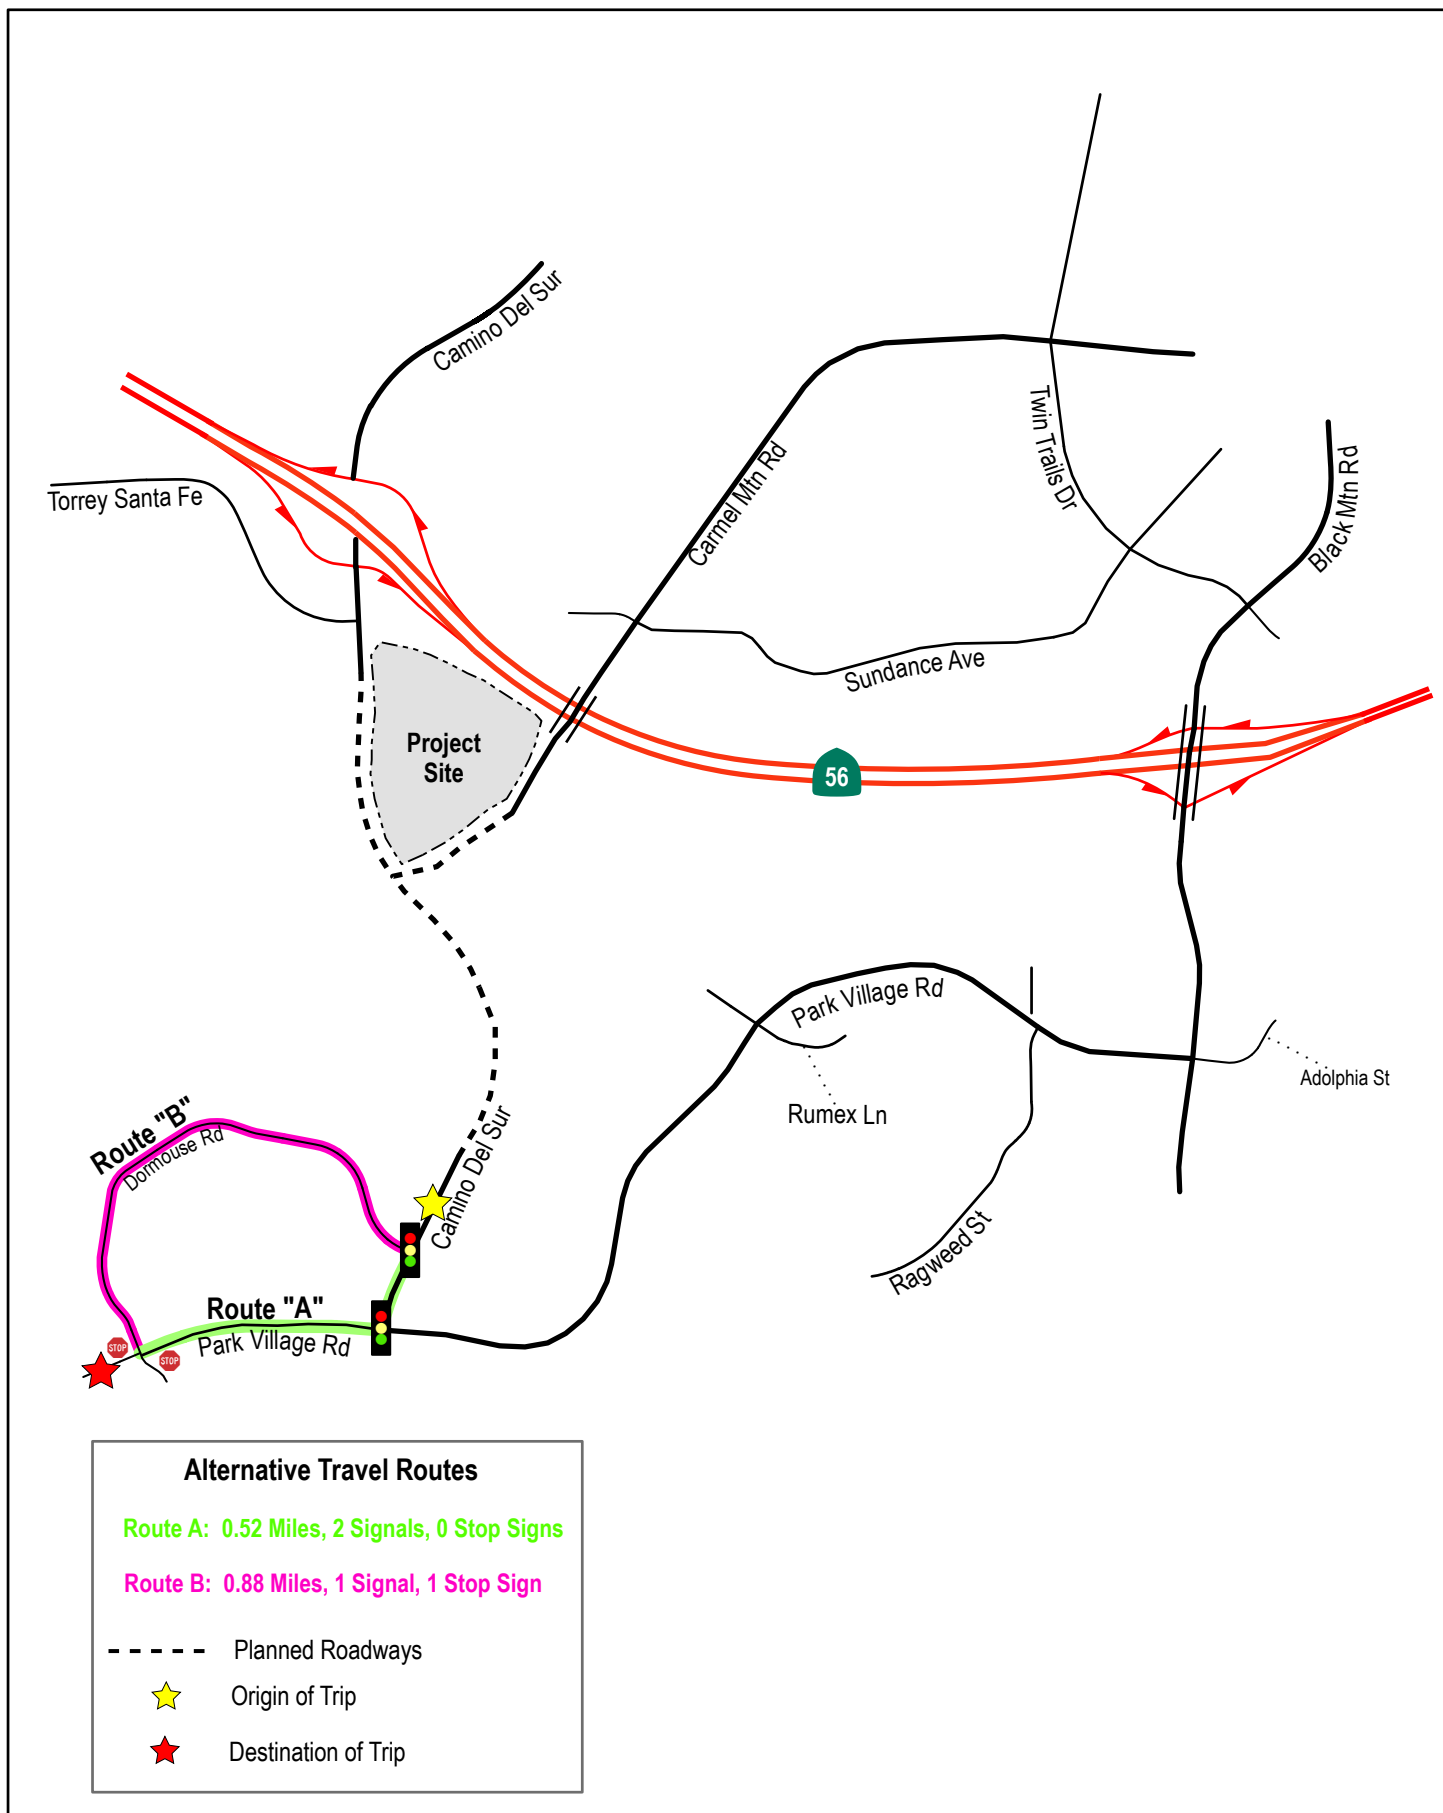 Camino Del Sur
Torrey Santa Fe
Carmel Mtn Rd
Twin Trails Dr
Black Mtn Rd
Sundance Ave
Project
Site
56
Park Village Rd
Adolphia St
Rumex Ln
Route "B"
Dormouse Rd
Camino Del Sur
Ragweed St
Route "A"
Park Village Rd
STOP
STOP
Alternative Travel Routes
Route A: 0.52 Miles, 2 Signals, 0 Stop Signs
Route B: 0.88 Miles, 1 Signal, 1 Stop Sign
Planned Roadways
Origin of Trip
Destination of Trip